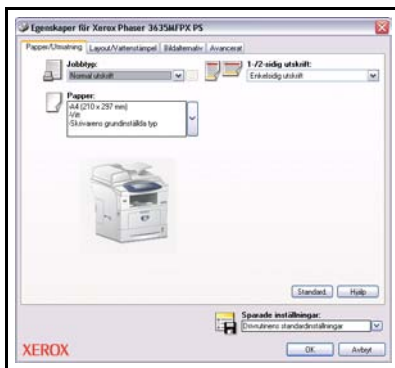 Egenskaper för Xerox Phaser 3635MFPX PS
Papper/Utmatning Layout/Vattenstämpel Bildalternativ Avancerat
Jobbtyp:
Normal utskrift
1-/2-sidig utskrift:
Enkelsidig utskrift
Papper:
-A4 (210 x 297 mm)
-Vitt
-Skrivarens grundinställda typ
Standard Hjälp
Sparade inställningar:
Drivrutinens standardinställningar
XEROX
OK Avbryt